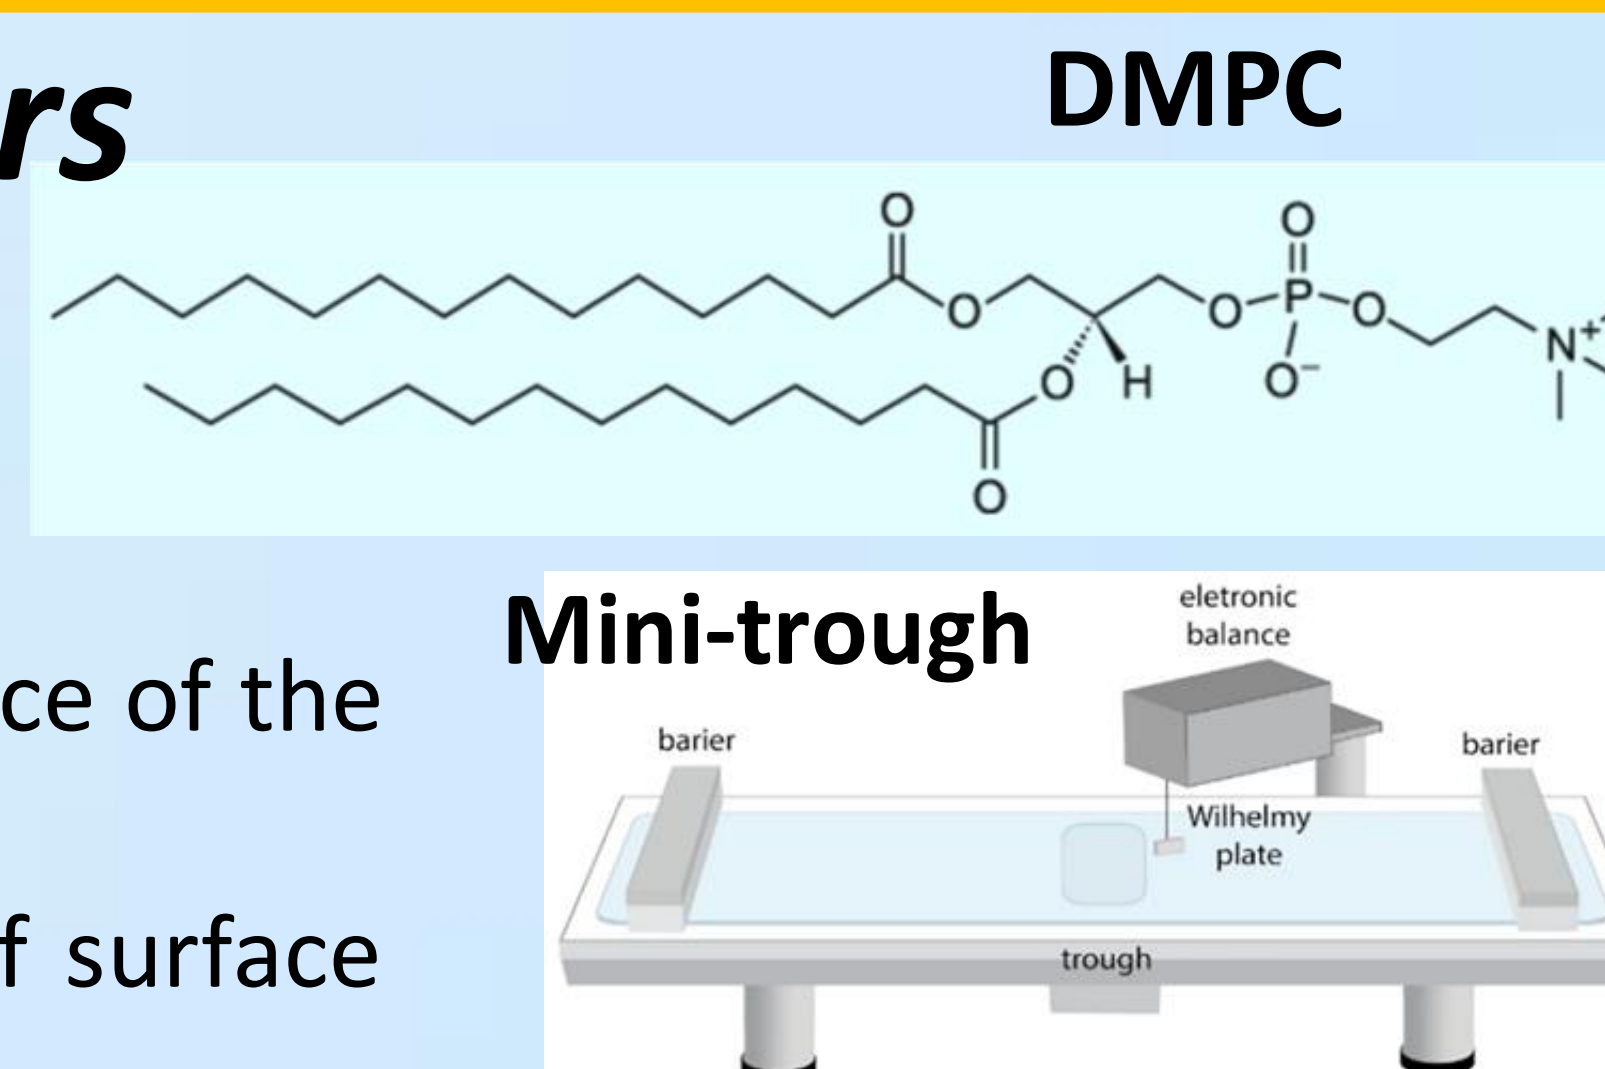 rs
DMPC
O
O
O
O
P
O
N+
O
H
O−
O
Mini-trough
eletronic
balance
ce of the
barier
barier
Wilhelmy
plate
f surface
trough